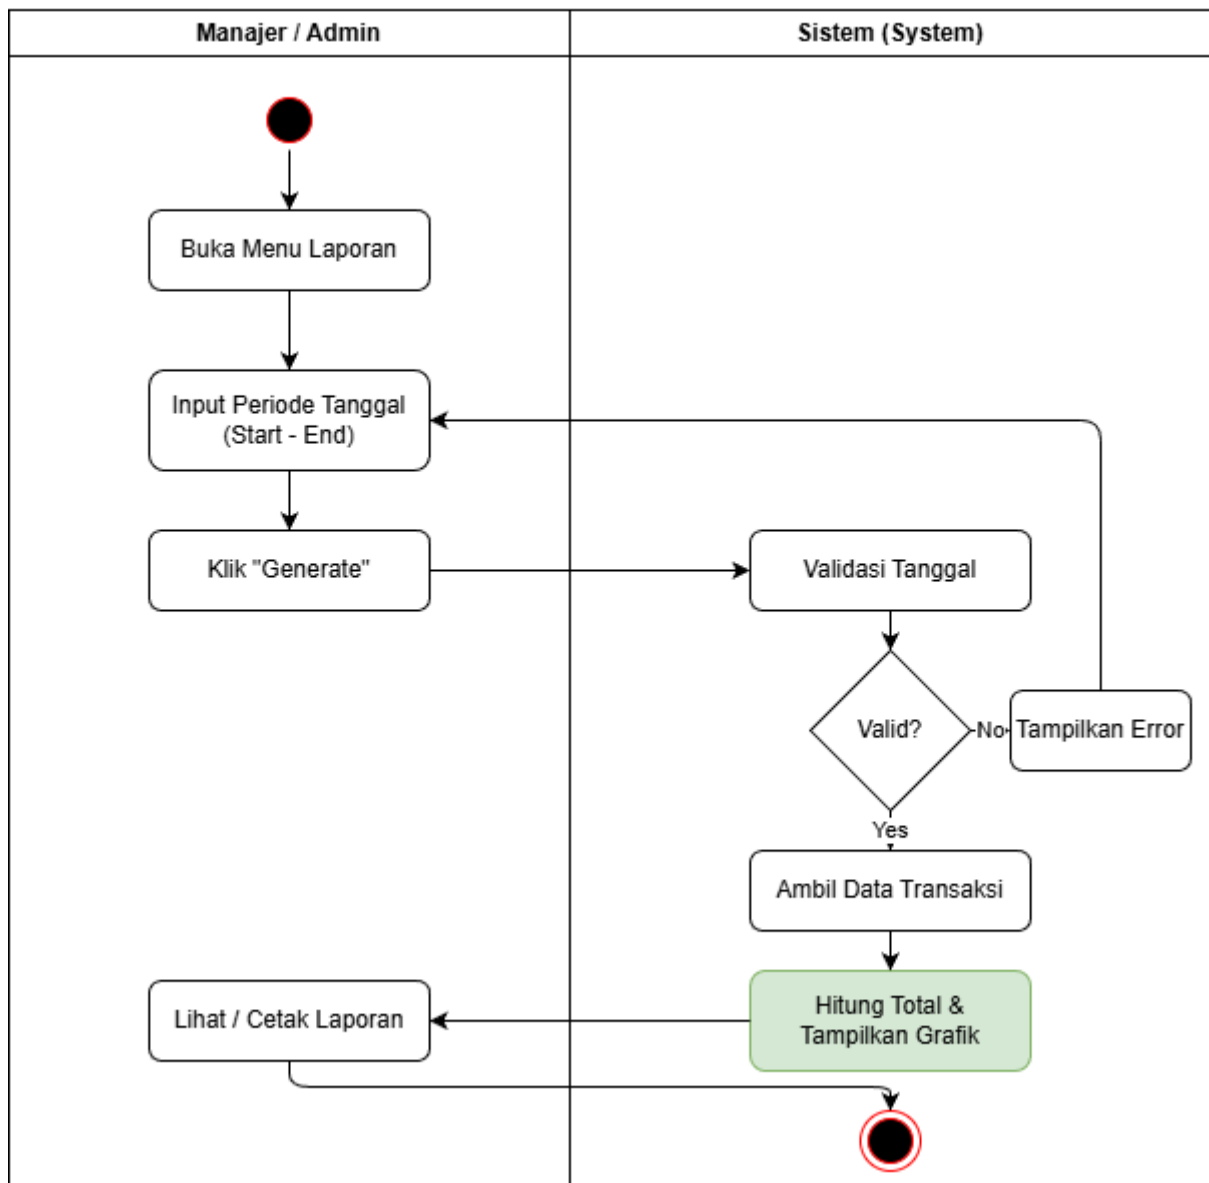 Manajer / Admin
Sistem (System)
Buka Menu Laporan
Input Periode Tanggal
(Start - End)
Klik "Generate"
Validasi Tanggal
Valid?
No
Tampilkan Error
Yes
Ambil Data Transaksi
Hitung Total &
Tampilkan Grafik
Lihat / Cetak Laporan